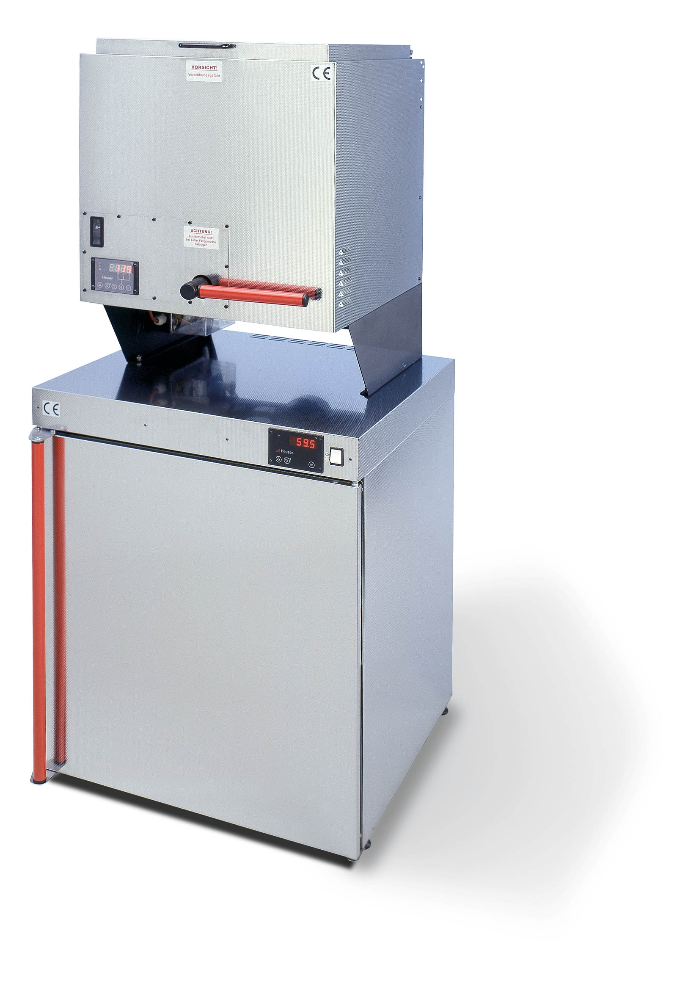 VORSICHT!
Verbrühungsgefahr
CE
ACHTUNG!
Auslaufhebel nicht
bei kalter Fangomasse
betätigen
Heuser
CE
59.5
°C
Heuser
SET